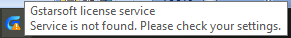 Gstarsoft license service
Service is not found. Please check your settings.